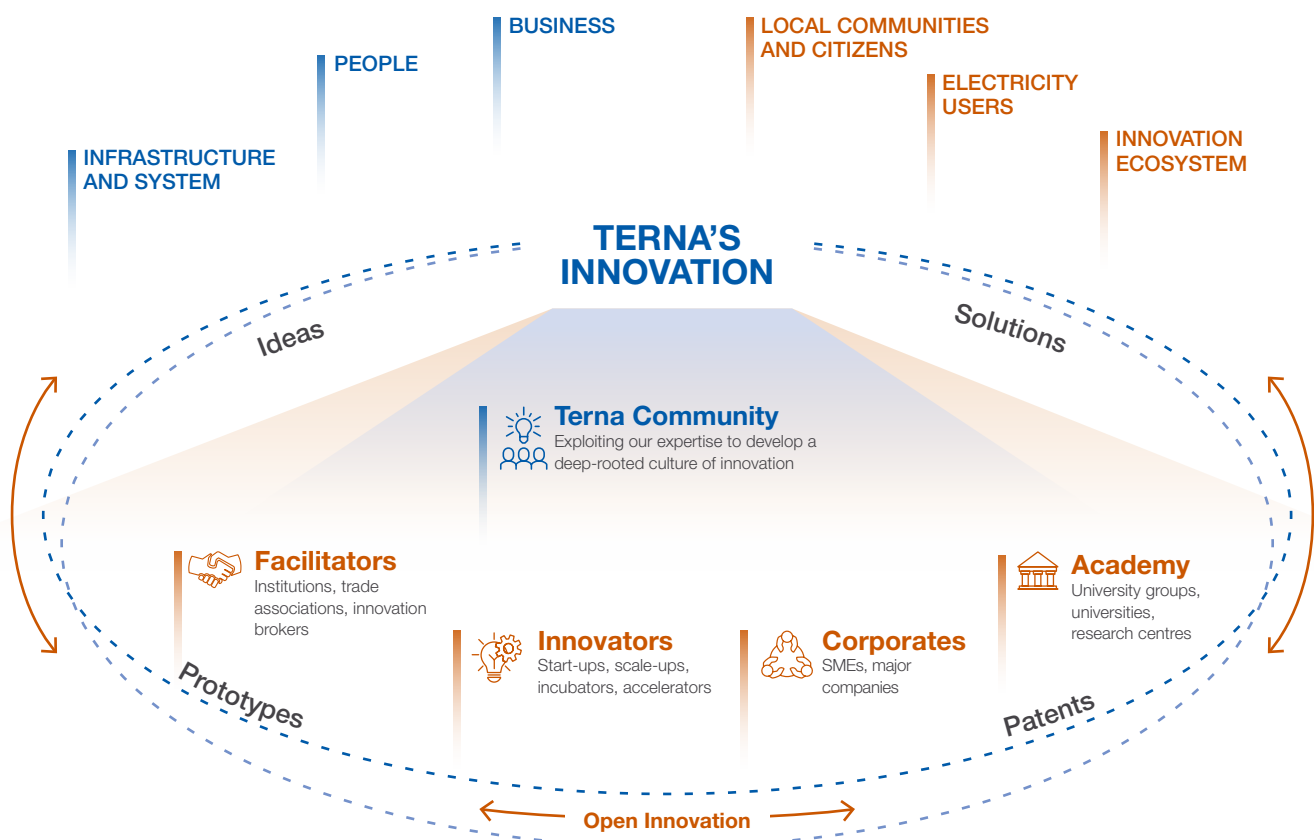 BUSINESS
LOCAL COMMUNITIES
AND CITIZENS
PEOPLE
ELECTRICITY
USERS
INNOVATION
ECOSYSTEM
INFRASTRUCTURE
AND SYSTEM
TERNA'S
INNOVATION
Ideas
Solutions
Terna Community
Exploiting our expertise to develop a
deep-rooted culture of innovation
Facilitators
Institutions, trade
associations, innovation
brokers
Academy
University groups,
universities,
research centres
Innovators
Start-ups, scale-ups,
incubators, accelerators
Corporates
SMEs, major
companies
Prototypes
Patents
Open Innovation